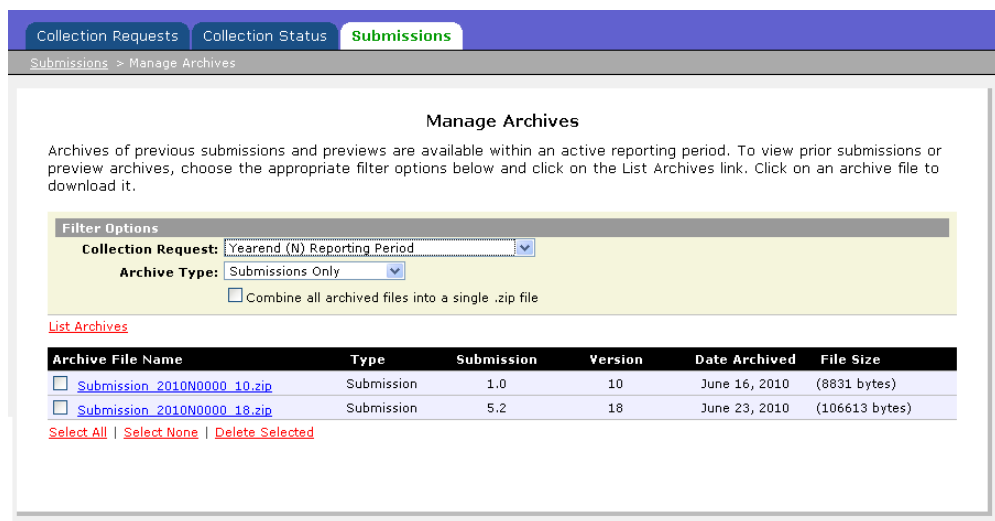 Collection Requests Collection Status Submissions
Submissions > Manage Archives
Manage Archives
Archives of previous submissions and previews are available within an active reporting period. To view prior submissions or
preview archives, choose the appropriate filter options below and click on the List Archives link. Click on an archive file to
download it.
Filter Options
Collection Request: Yearend (N) Reporting Period
Archive Type: Submissions Only
Combine all archived files into a single .zip file
List Archives
Archive File Name Type Submission Version Date Archived File Size
Submission_2010N0000_10.zip Submission 1.0 10 June 16, 2010 (8831 bytes)
Submission_2010N0000_18.zip Submission 5.2 18 June 23, 2010 (106613 bytes)
Select All | Select None | Delete Selected